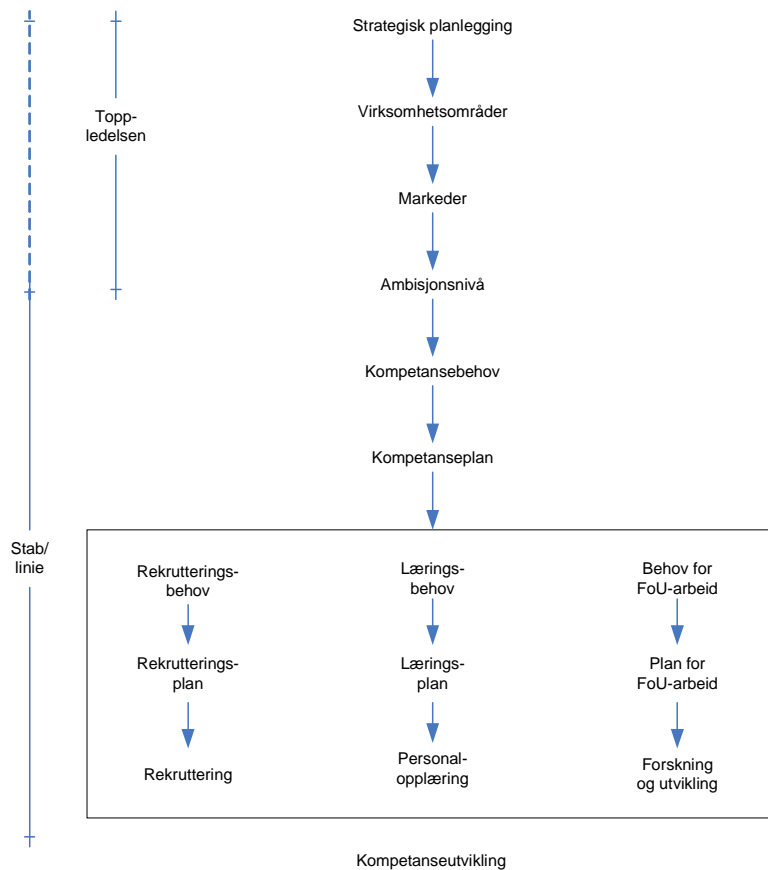 Strategisk planlegging
Virksomhetsområder
Topp-
ledelsen
Markeder
Ambisjonsnivå
Kompetansebehov
Kompetanseplan
Stab/
linie
Rekrutterings-
behov
Lærings-
behov
Behov for
FoU-arbeid
Rekrutterings-
plan
Lærings-
plan
Plan for
FoU-arbeid
Rekruttering
Personal-
opplæring
Forskning
og utvikling
Kompetanseutvikling